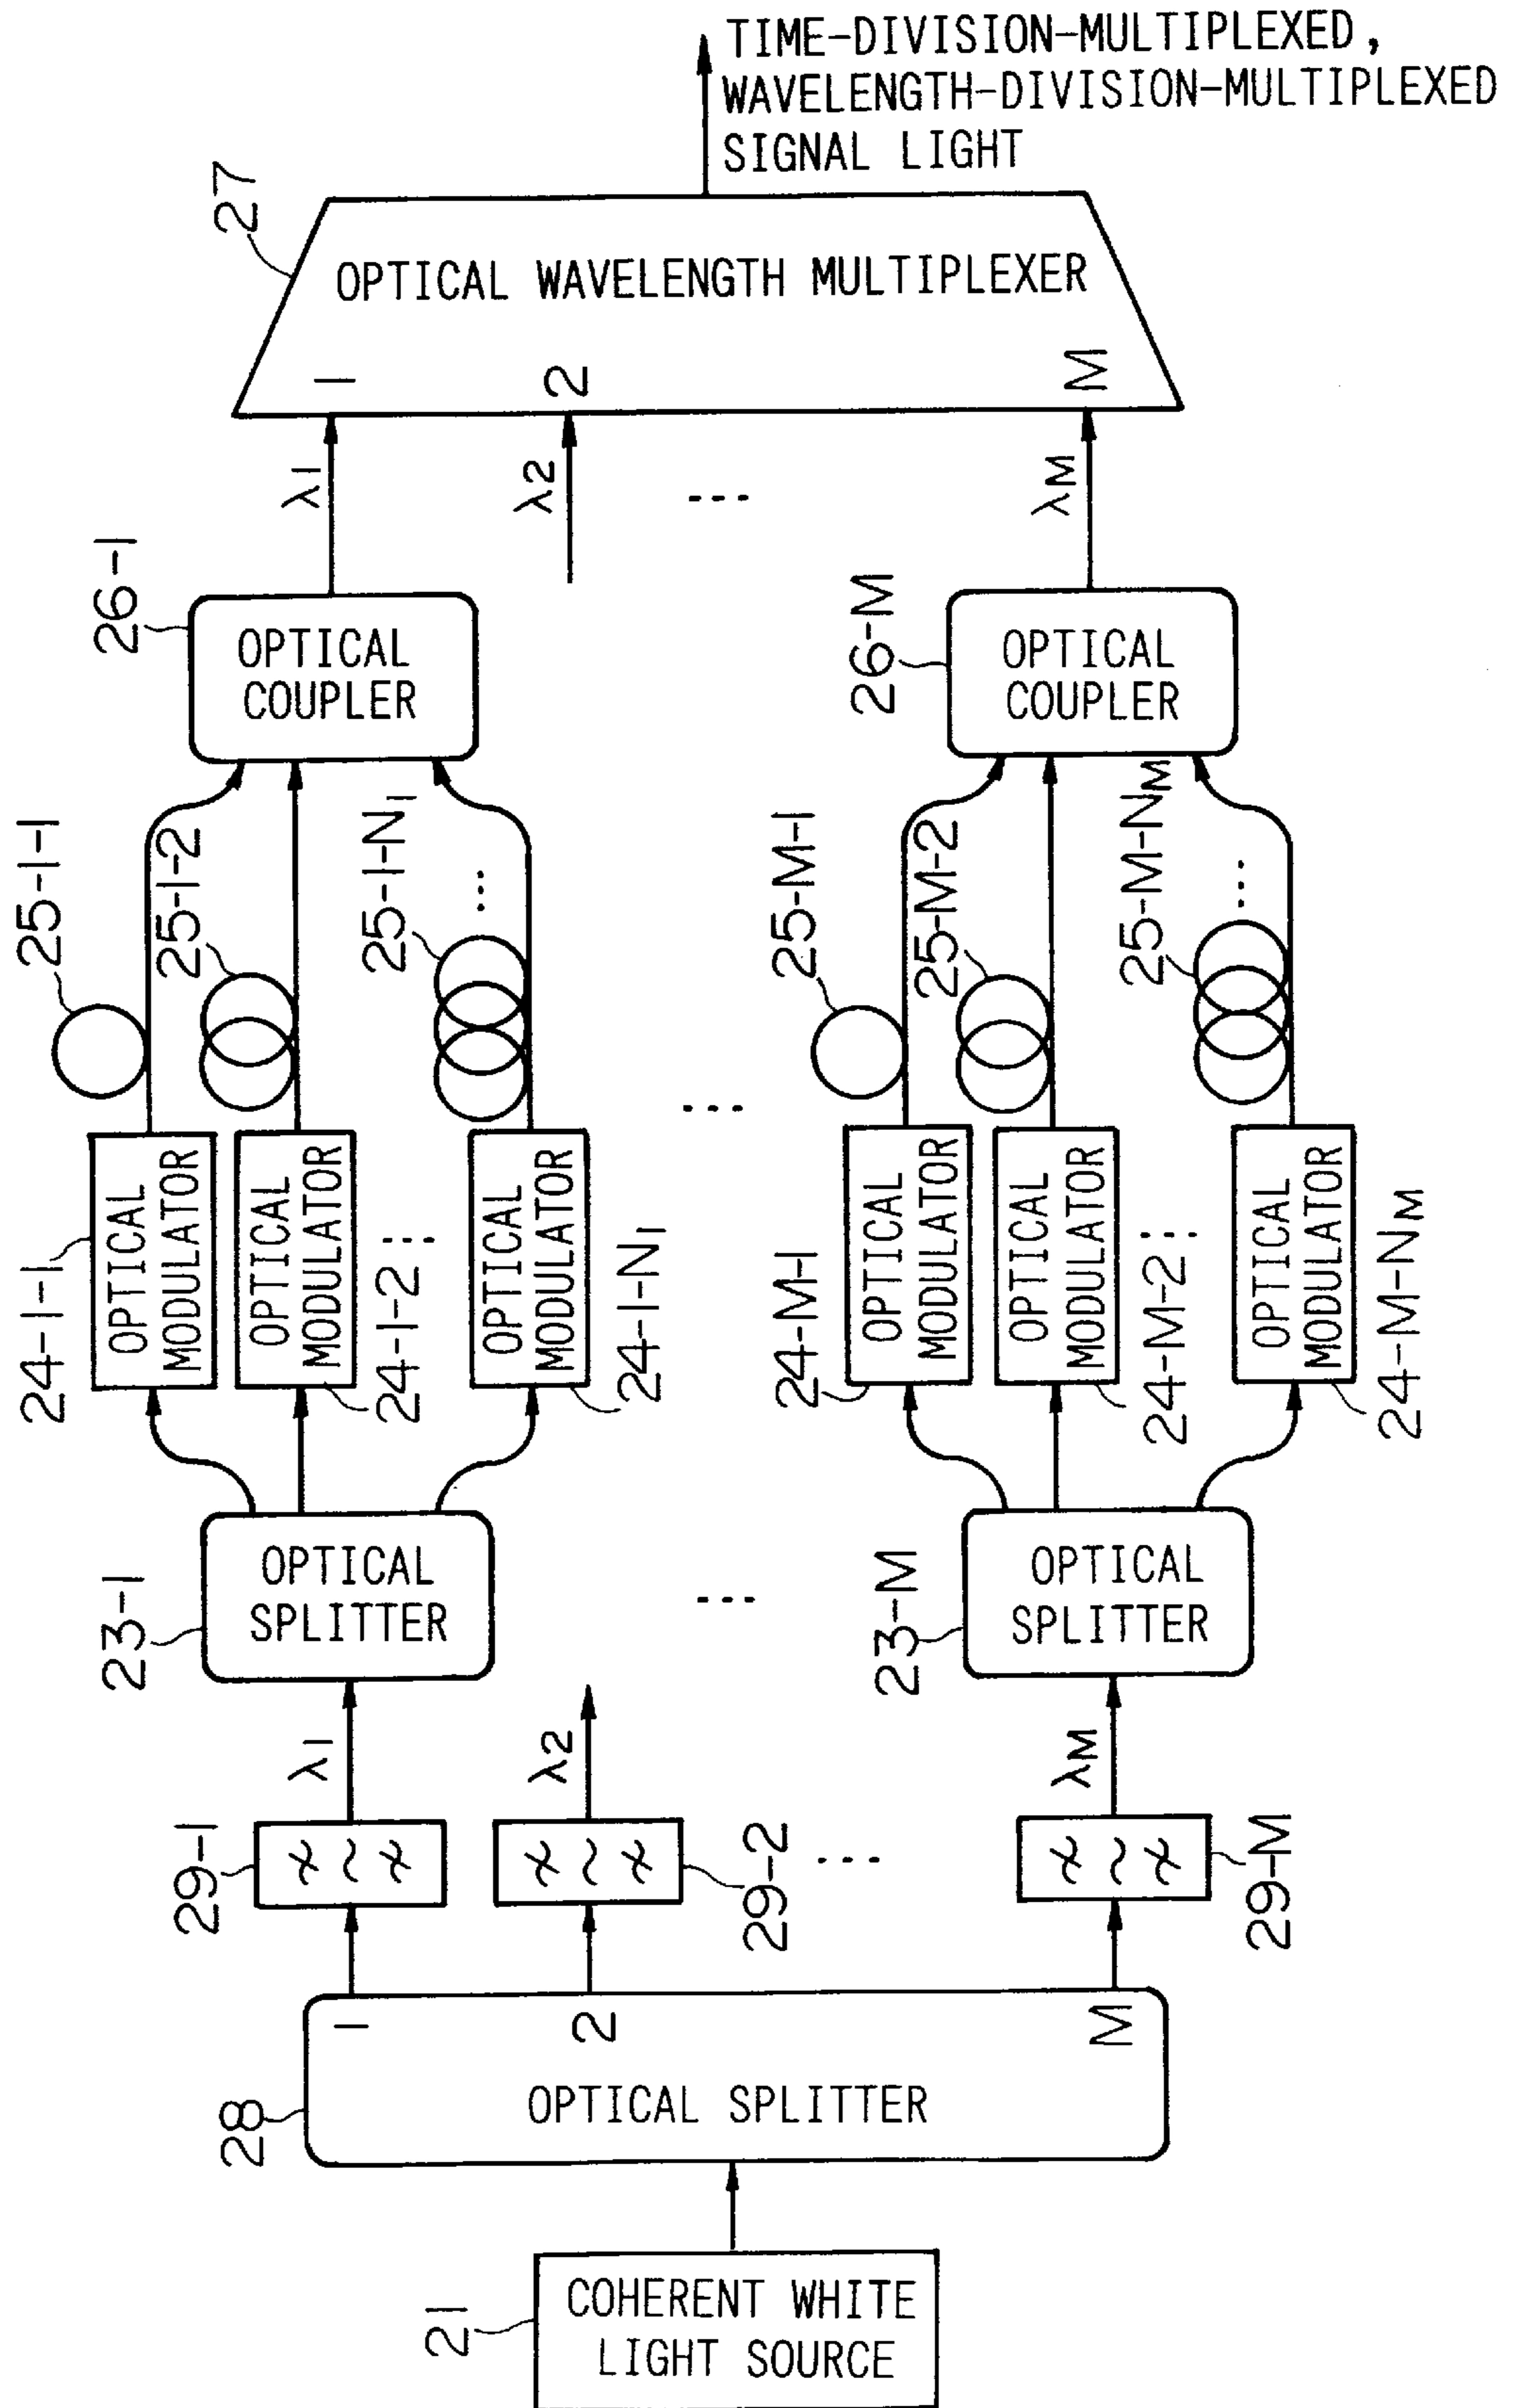 TIME-DIVISION-MULTIPLEXED,
WAVELENGTH-DIVISION-MULTIPLEXED
SIGNAL LIGHT
27
OPTICAL WAVELENGTH MULTIPLEXER
1
2
M
λ1
λ2
...
λM
26-1
OPTICAL
COUPLER
26-M
OPTICAL
COUPLER
25-1-1
25-1-2
25-1-N1
...
25-M-1
25-M-2
25-M-NM
...
...
24-1-1
OPTICAL
MODULATOR
OPTICAL
MODULATOR
24-1-2
...
OPTICAL
MODULATOR
24-1-N1
24-M-1
OPTICAL
MODULATOR
OPTICAL
MODULATOR
24-M-2
...
OPTICAL
MODULATOR
24-M-NM
23-1
OPTICAL
SPLITTER
...
23-M
OPTICAL
SPLITTER
λ1
λ2
λM
29-1
29-2
...
29-M
1
2
M
28
OPTICAL SPLITTER
21
COHERENT WHITE
LIGHT SOURCE